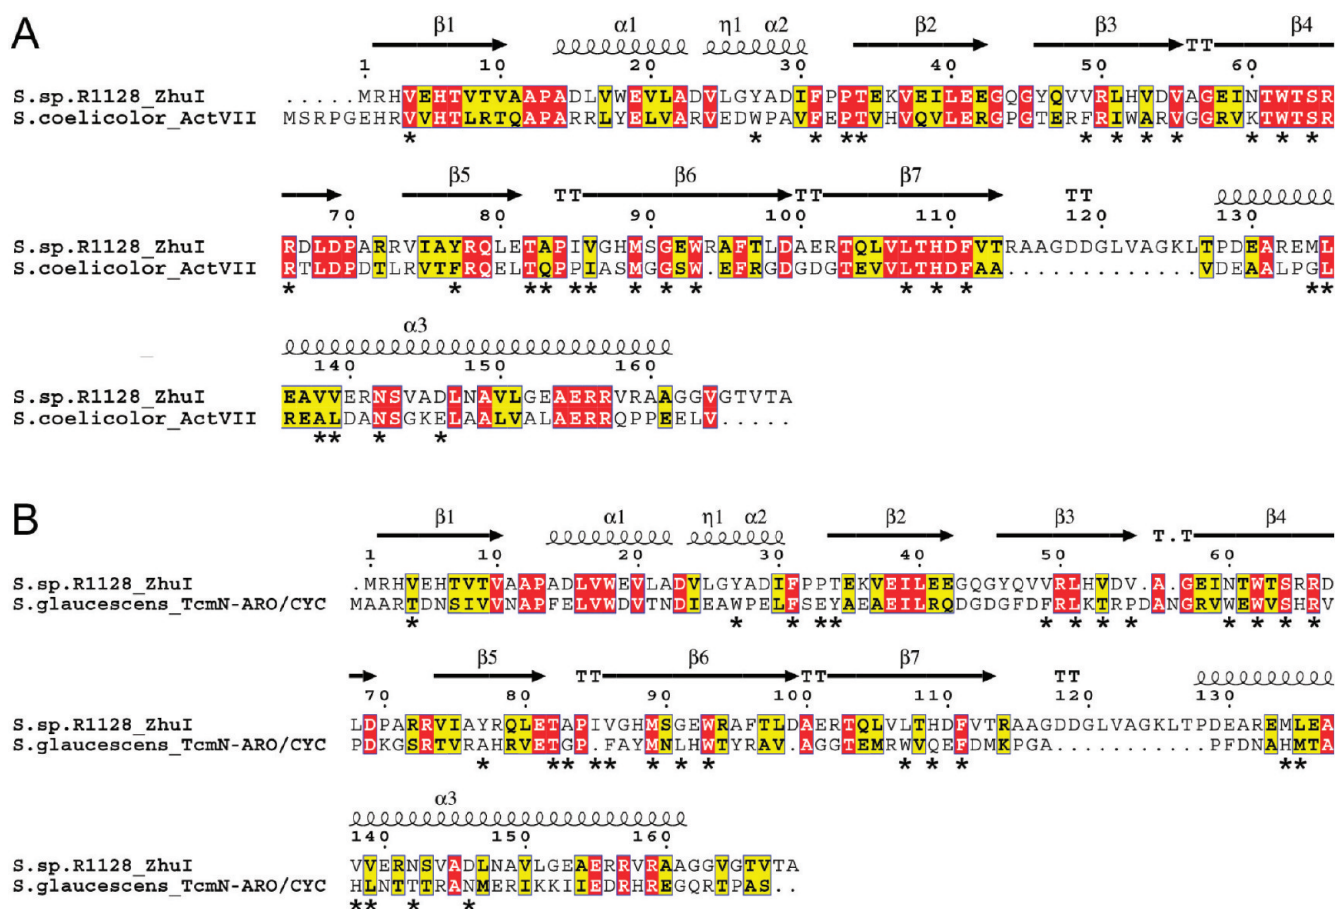 A
β1 α1 η1 α2 β2 β3 TT β4
1 10 20 30 40 50 60
S.sp.R1128_ZhuI .....MRHVEHTVTVAAPADLVWEVLADVLGYADIFPPTEKVEILEEGQGYQVVRLHVDVAGEINTWTSR
S.coelicolor_ActVII MSRPGEHRVVHTLRTQAPARRLYELVARVEDWPAVFEPTVHVQVLERGPGTERFRIWARVGGRVKTWTSR
* * * ** * * * * * * *
β5 TT β6 TT β7 TT
70 80 90 100 110 120 130
S.sp.R1128_ZhuI RDLDPARRVIAYRQLETAPIVGHMSGEWRAFTLDAERTQLVLTHDFVTRAAGDDGLVAGKLTPDEAREML
S.coelicolor_ActVII RTLDPDTLRVTFRQELTQPPIASMGGSW.EFRGDGDGTEVVLTHDFAA.............VDEAALPGL
* * ** ** * * * * * * **
α3
140 150 160
S.sp.R1128_ZhuI EAVVERNSVADLNAVLGEAERRVRAAGGVGTVTA
S.coelicolor_ActVII REALDANSGKELAALVALAERRQPPEELV.....
** * *
B
β1 α1 η1 α2 β2 β3 T.T β4
1 10 20 30 40 50 60
S.sp.R1128_ZhuI .MRHVEHTVTVAAPADLVWEVLADVLGYADIFPPTEKVEILEEGQGYQVVRLHVDV.A.GEINTWTSRRD
S.glaucescens_TcmN-ARO/CYC MAARTDNSIVVNAPFELVWDVTNDIEAWPELFSEYAEAEILRQDGDGFDFRLKTRPDANGRVWEWVSHRV
* * * ** * * * * * * * *
β5 TT β6 TT β7 TT
70 80 90 100 110 120 130
S.sp.R1128_ZhuI LDPARRVIAYRQLETAPIVGHMSGEWRAFTLDAERTQLVLTHDFVTRAAGDDGLVAGKLTPDEAREMLEA
S.glaucescens_TcmN-ARO/CYC PDKGSRTVRAHRVETGP.FAYMNLHWTYRAV.AGGTEMRWVQEFDMKPGA...........PFDNAHMTA
* ** ** * * * * * * **
α3
140 150 160
S.sp.R1128_ZhuI VVERNSVADLNAVLGEAERRVRAAGGVGTVTA
S.glaucescens_TcmN-ARO/CYC HLNTTTRANMERIKKIIEDRHREGQRTPAS..
** * *